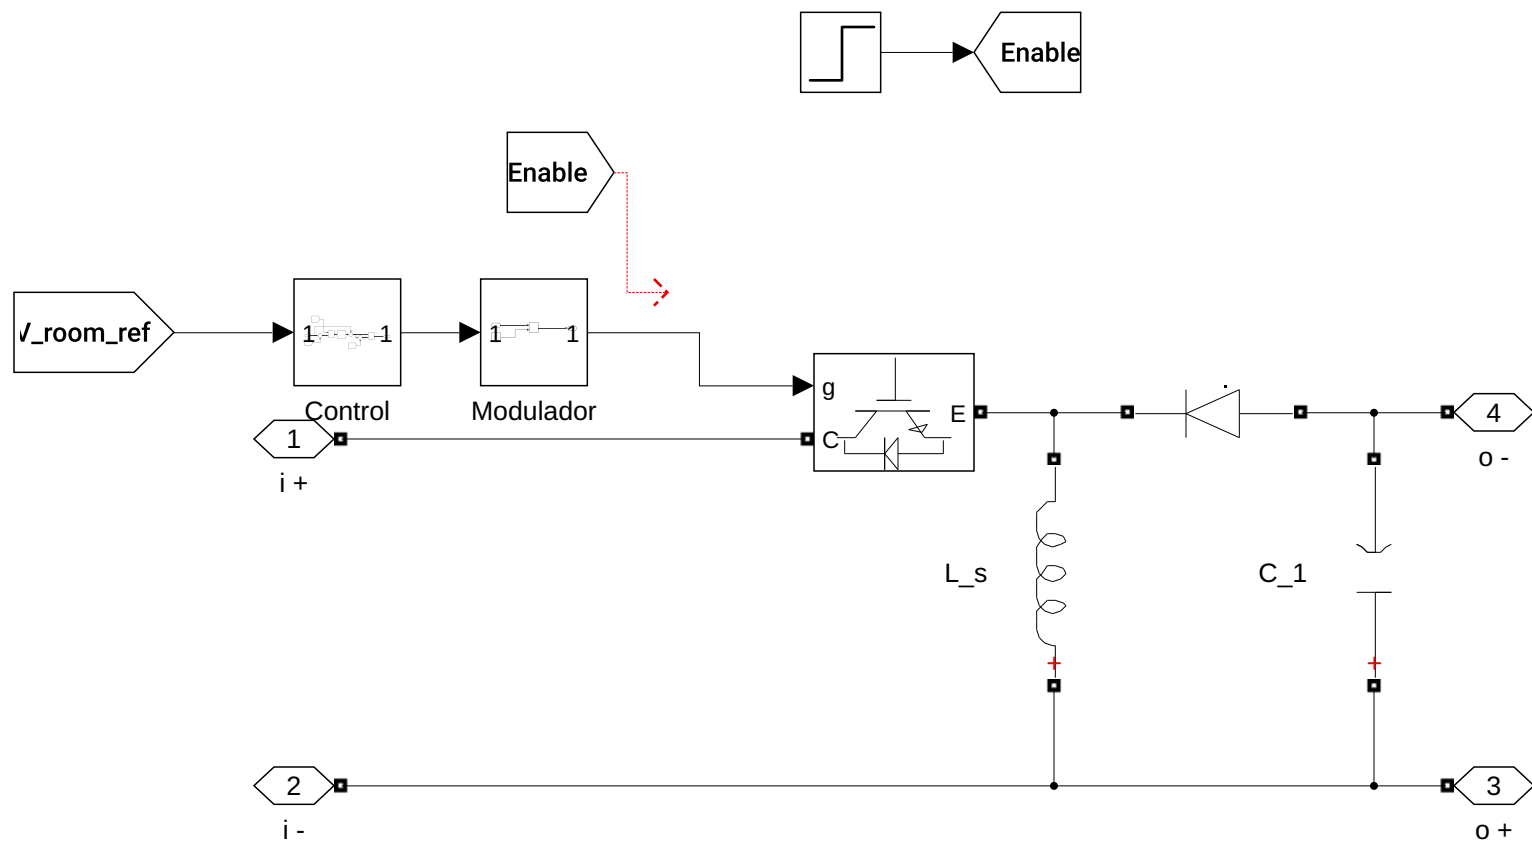 Enable
Enable
V_room_ref
1 1
1 1
Control
Modulador
g
E
C
1
i +
4
o -
L_s
C_1
+
+
2
i -
3
o +